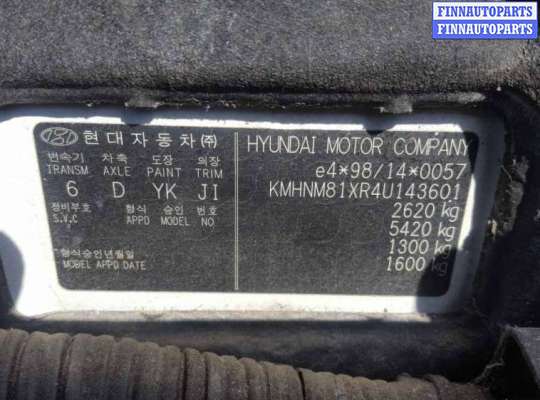 FINNAUTOPARTS
FINNAUTOPARTS
현대자동차㈜
변속기 차축 도장 의장
TRANSM AXLE PAINT TRIM
6 D YK JI
정비부호 형식 승인 번호
S.V.C APPD MODEL NO
형식승인년월일
MODEL APPD DATE
HYUNDAI MOTOR COMPANY
e4*98/14*0057
KMHNM81XR4U143601
2620 kg
5420 kg
1300 kg
1600 kg